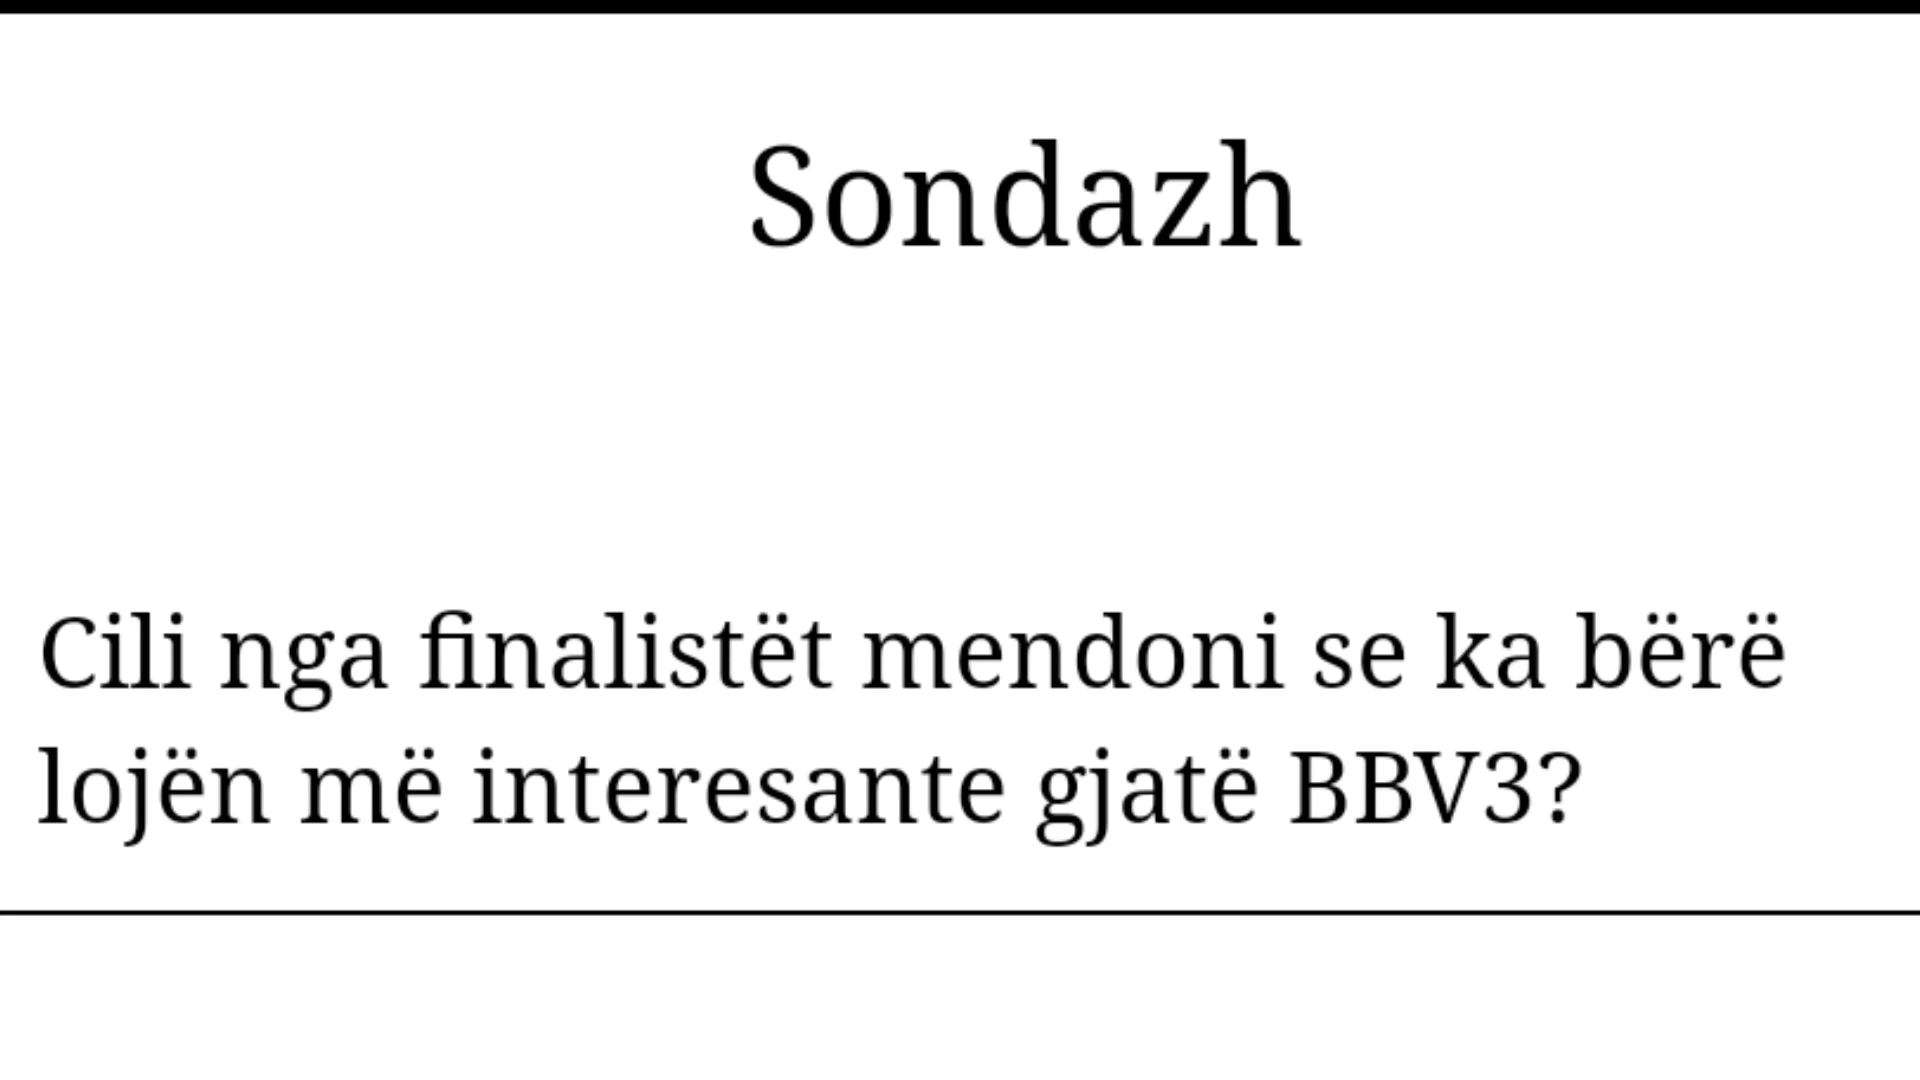 Sondazh
Cili nga finalistët mendoni se ka bërë
lojën më interesante gjatë BBV3?